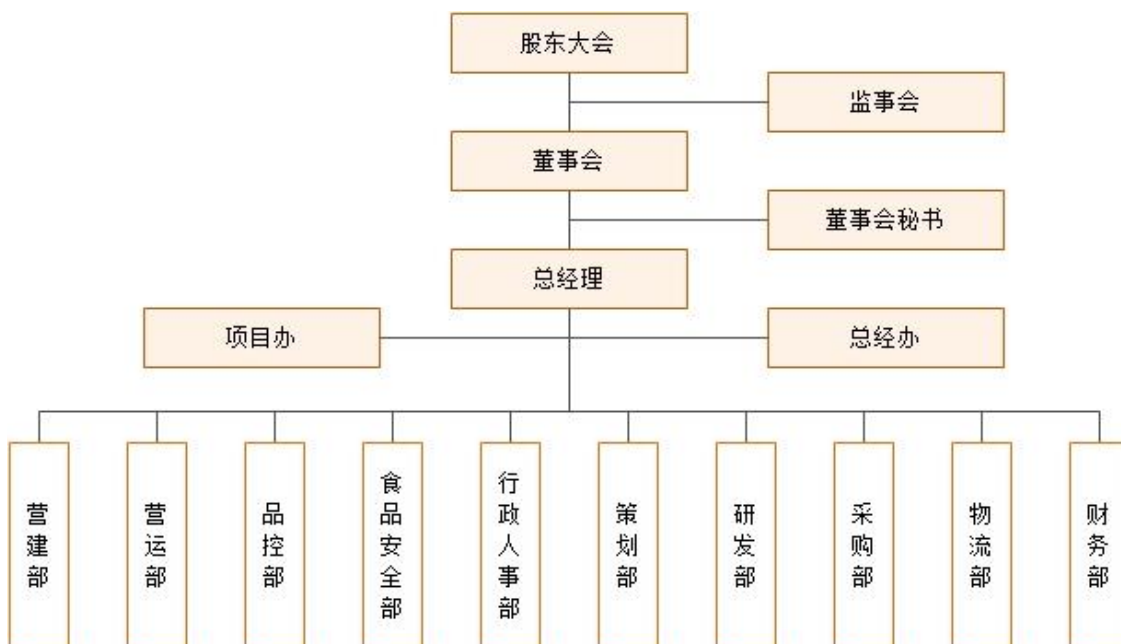 股东大会
监事会
董事会
董事会秘书
总经理
项目办
总经办
营建部
营运部
品控部
食品安全部
行政人事部
策划部
研发部
采购部
物流部
财务部